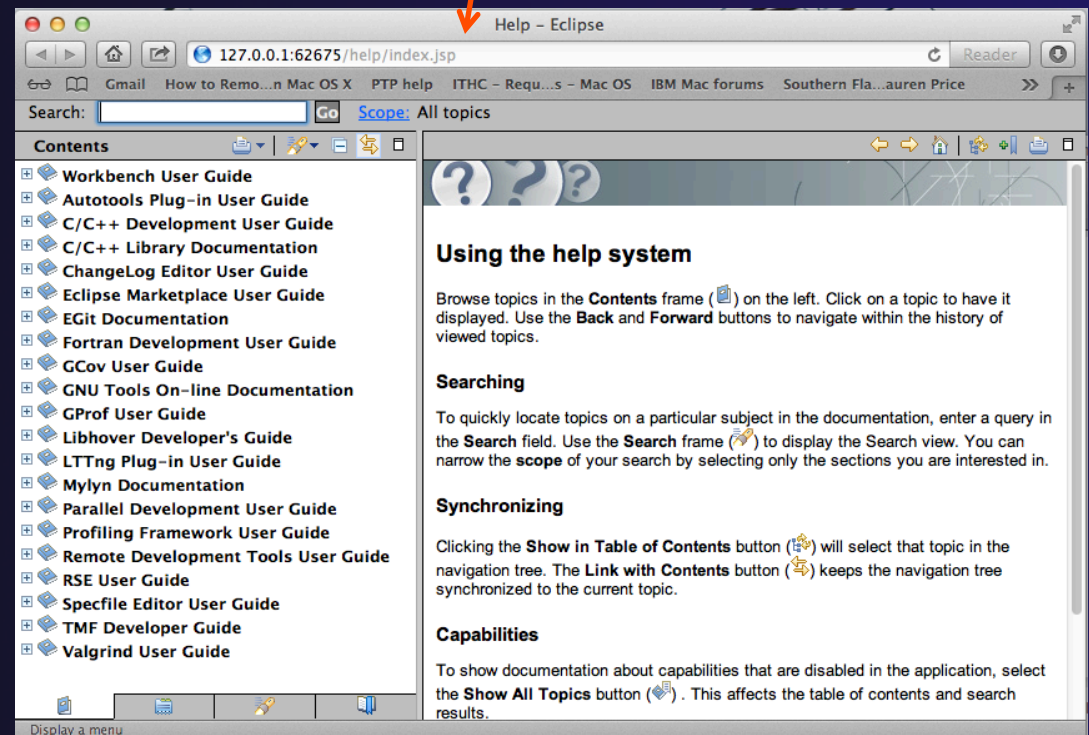 Help – Eclipse
127.0.0.1:62675/help/index.jsp
Reader
Gmail How to Remo...n Mac OS X PTP help ITHC – Requ...s – Mac OS IBM Mac forums Southern Fla...auren Price
Search: Go Scope: All topics
Contents
Workbench User Guide
Autotools Plug-in User Guide
C/C++ Development User Guide
C/C++ Library Documentation
ChangeLog Editor User Guide
Eclipse Marketplace User Guide
EGit Documentation
Fortran Development User Guide
GCov User Guide
GNU Tools On-line Documentation
GProf User Guide
Libhover Developer's Guide
LTTng Plug-in User Guide
Mylyn Documentation
Parallel Development User Guide
Profiling Framework User Guide
Remote Development Tools User Guide
RSE User Guide
Specfile Editor User Guide
TMF Developer Guide
Valgrind User Guide
???
Using the help system
Browse topics in the Contents frame ( ) on the left. Click on a topic to have it
displayed. Use the Back and Forward buttons to navigate within the history of
viewed topics.
Searching
To quickly locate topics on a particular subject in the documentation, enter a query in
the Search field. Use the Search frame ( ) to display the Search view. You can
narrow the scope of your search by selecting only the sections you are interested in.
Synchronizing
Clicking the Show in Table of Contents button ( ) will select that topic in the
navigation tree. The Link with Contents button ( ) keeps the navigation tree
synchronized to the current topic.
Capabilities
To show documentation about capabilities that are disabled in the application, select
the Show All Topics button ( ) . This affects the table of contents and search
results.
Display a menu